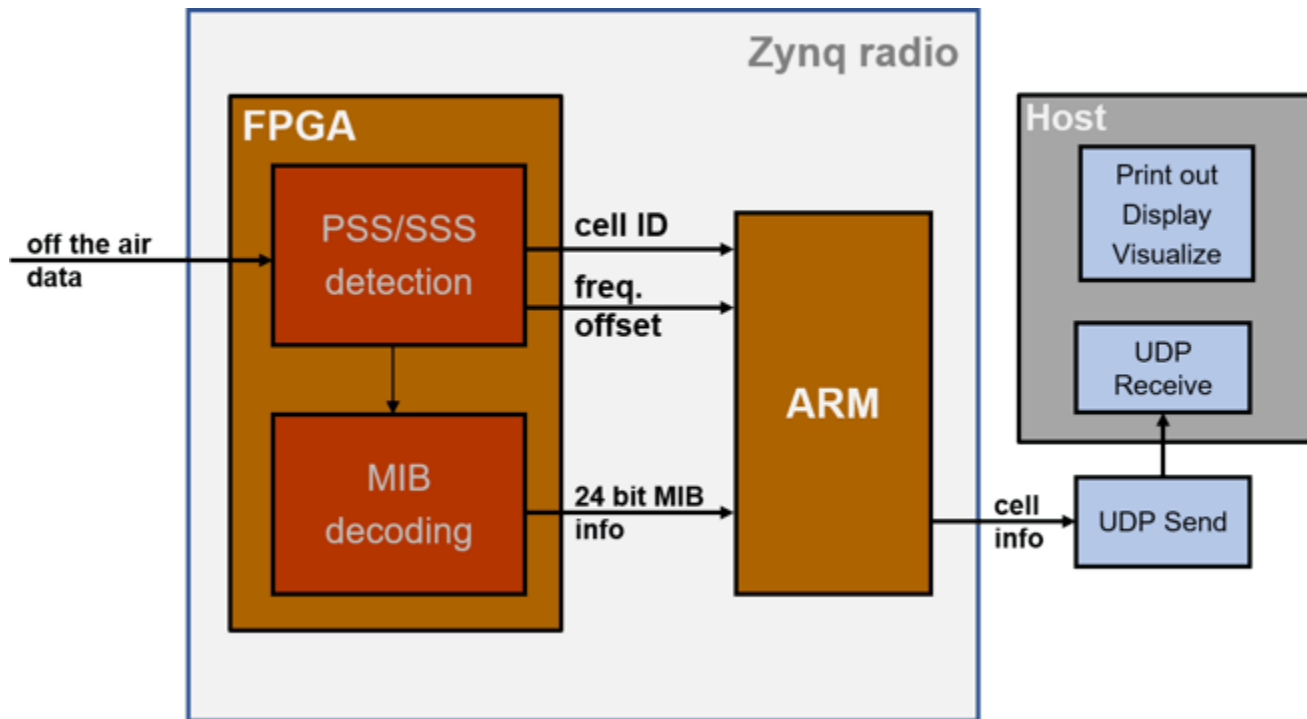 Zynq radio
FPGA
PSS/SSS
detection
MIB
decoding
off the air
data
cell ID
freq.
offset
24 bit MIB
info
ARM
cell
info
Host
Print out
Display
Visualize
UDP
Receive
UDP Send